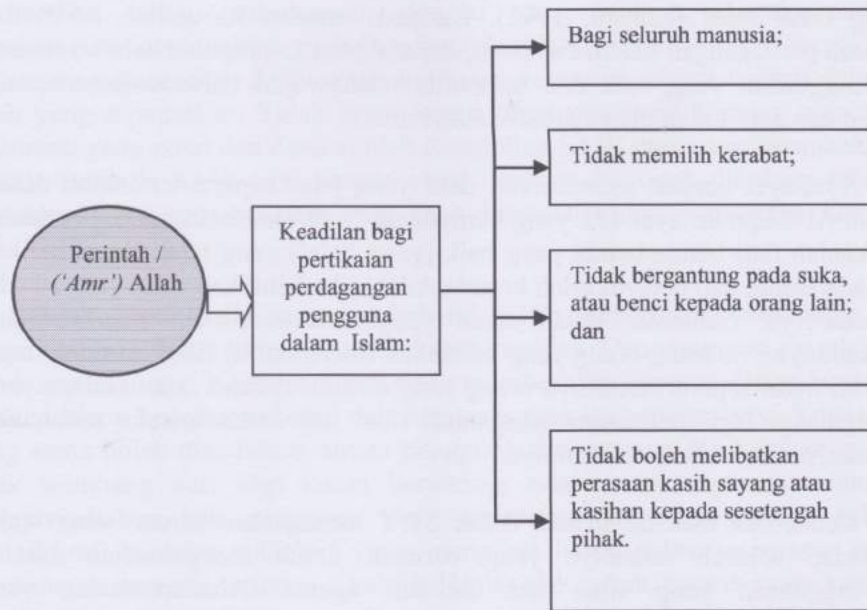 Perintah /
('Amr') Allah
Keadilan bagi
pertikaian
perdagangan
pengguna
dalam Islam:
Bagi seluruh manusia;
Tidak memilih kerabat;
Tidak bergantung pada suka,
atau benci kepada orang lain;
dan
Tidak boleh melibatkan
perasaan kasih sayang atau
kasihan kepada sesetengah
pihak.